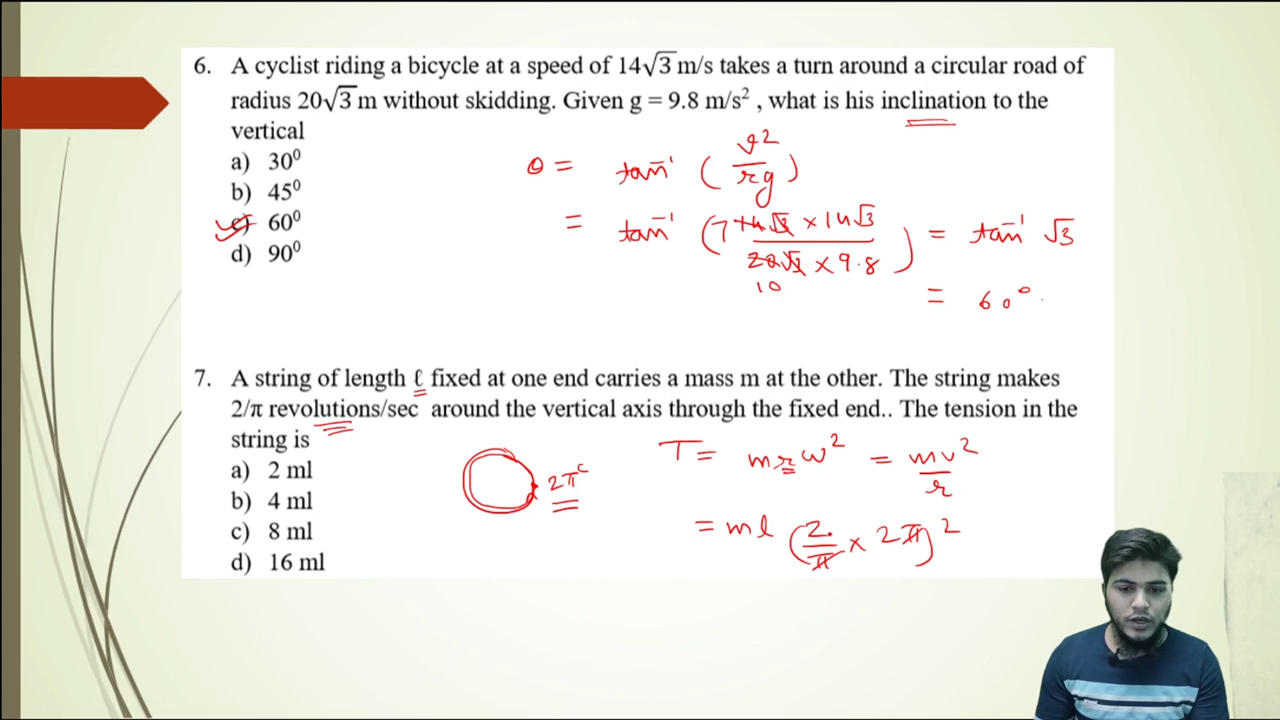 6. A cyclist riding a bicycle at a speed of 14√3 m/s takes a turn around a circular road of
radius 20√3 m without skidding. Given g = 9.8 m/s² , what is his inclination to the
vertical
a) 30⁰
b) 45⁰
c) 60⁰
d) 90⁰
θ = tan⁻¹ ( v² / rg )
= tan⁻¹ ( 7 14√3 × 14√3 / 20√3 × 9.8 ) = tan⁻¹ √3
10
= 60°.
7. A string of length ℓ fixed at one end carries a mass m at the other. The string makes
2/π revolutions/sec around the vertical axis through the fixed end.. The tension in the
string is
a) 2 ml
b) 4 ml
c) 8 ml
d) 16 ml
2πᶜ
T = mrω² = mv² / r
= ml ( 2/π × 2π )²